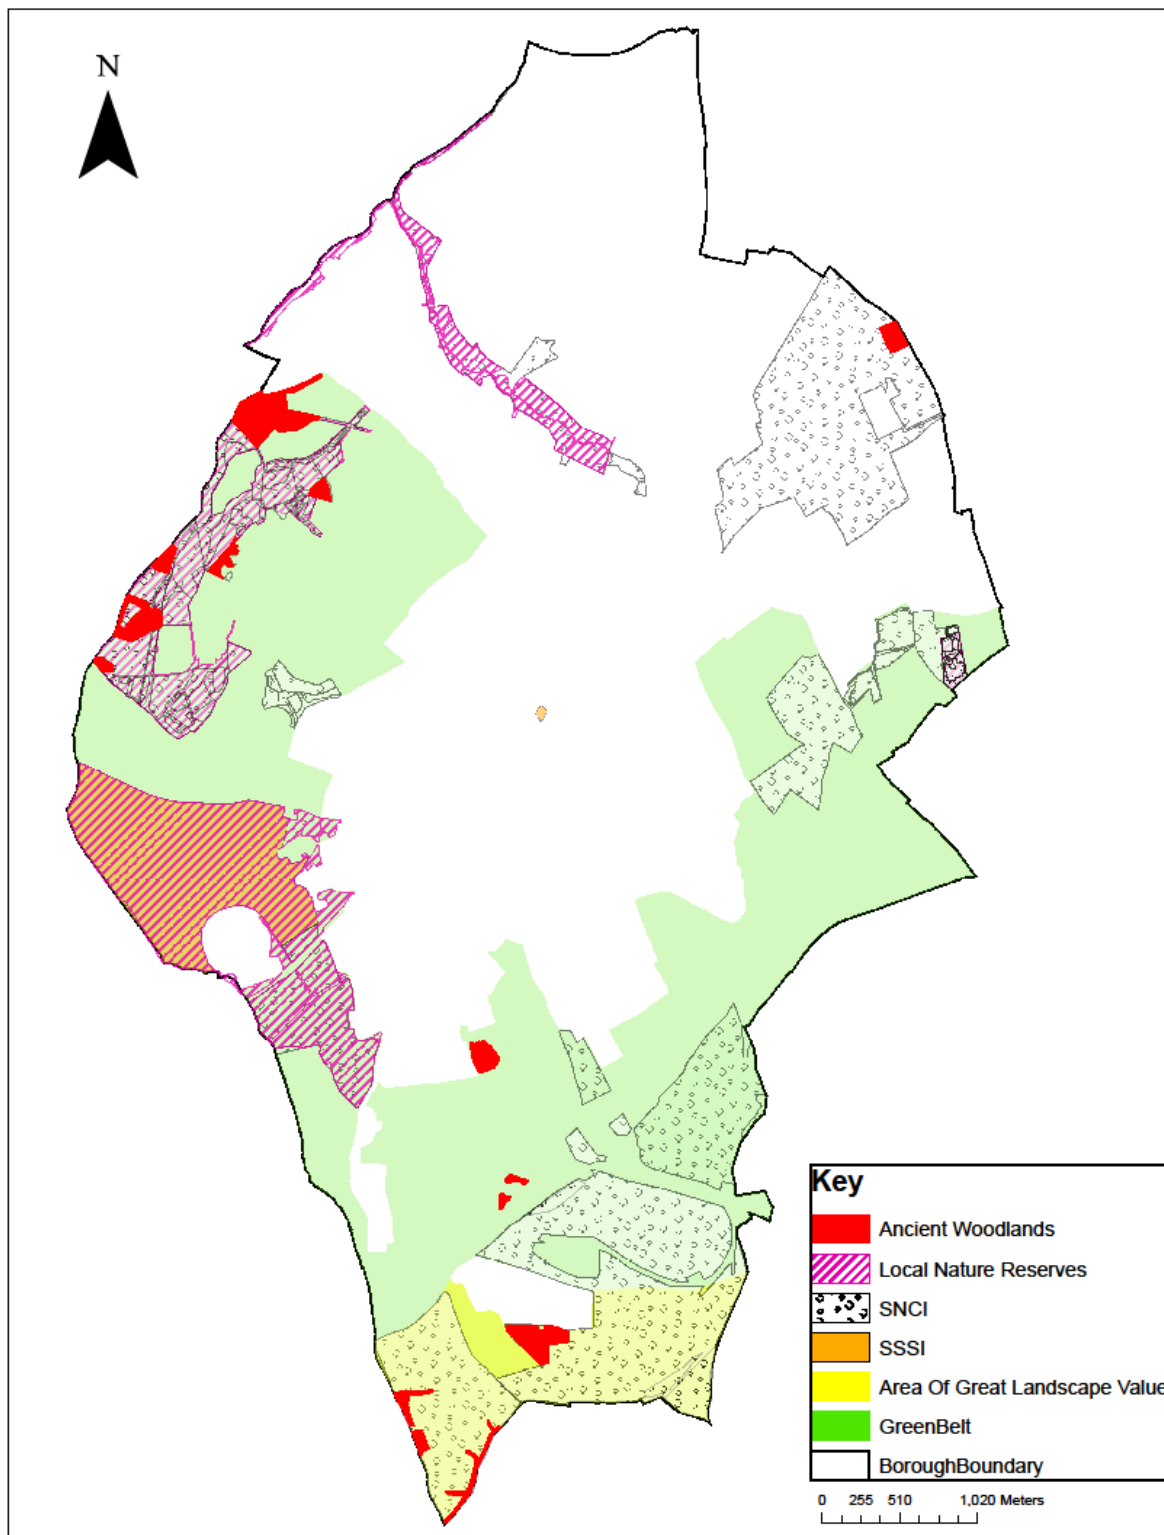 N
Key
Ancient Woodlands
Local Nature Reserves
SNCI
SSSI
Area Of Great Landscape Value
GreenBelt
BoroughBoundary
0 255 510 1,020 Meters